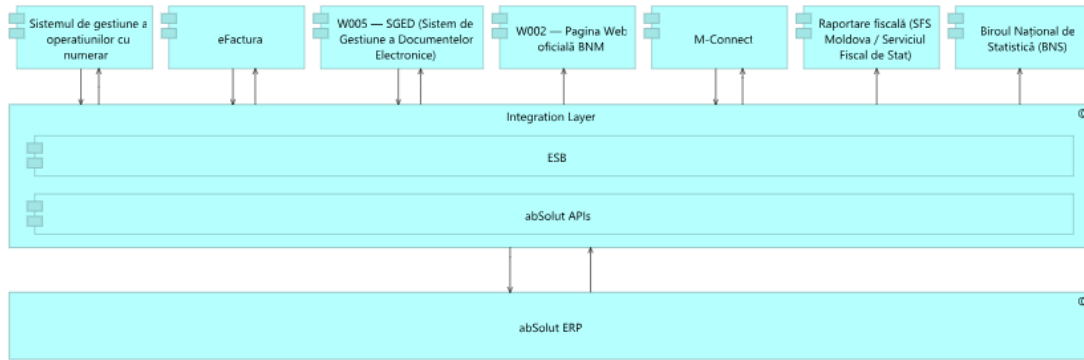 Sistemul de gestiune a
operatiunilor cu
numerar
eFactura
W005 — SGED (Sistem de
Gestiune a Documentelor
Electronice)
W002 — Pagina Web
oficială BNM
M-Connect
Raportare fiscală (SFS
Moldova / Serviciul
Fiscal de Stat)
Biroul Național de
Statistică (BNS)
Integration Layer
ESB
abSolut APIs
abSolut ERP